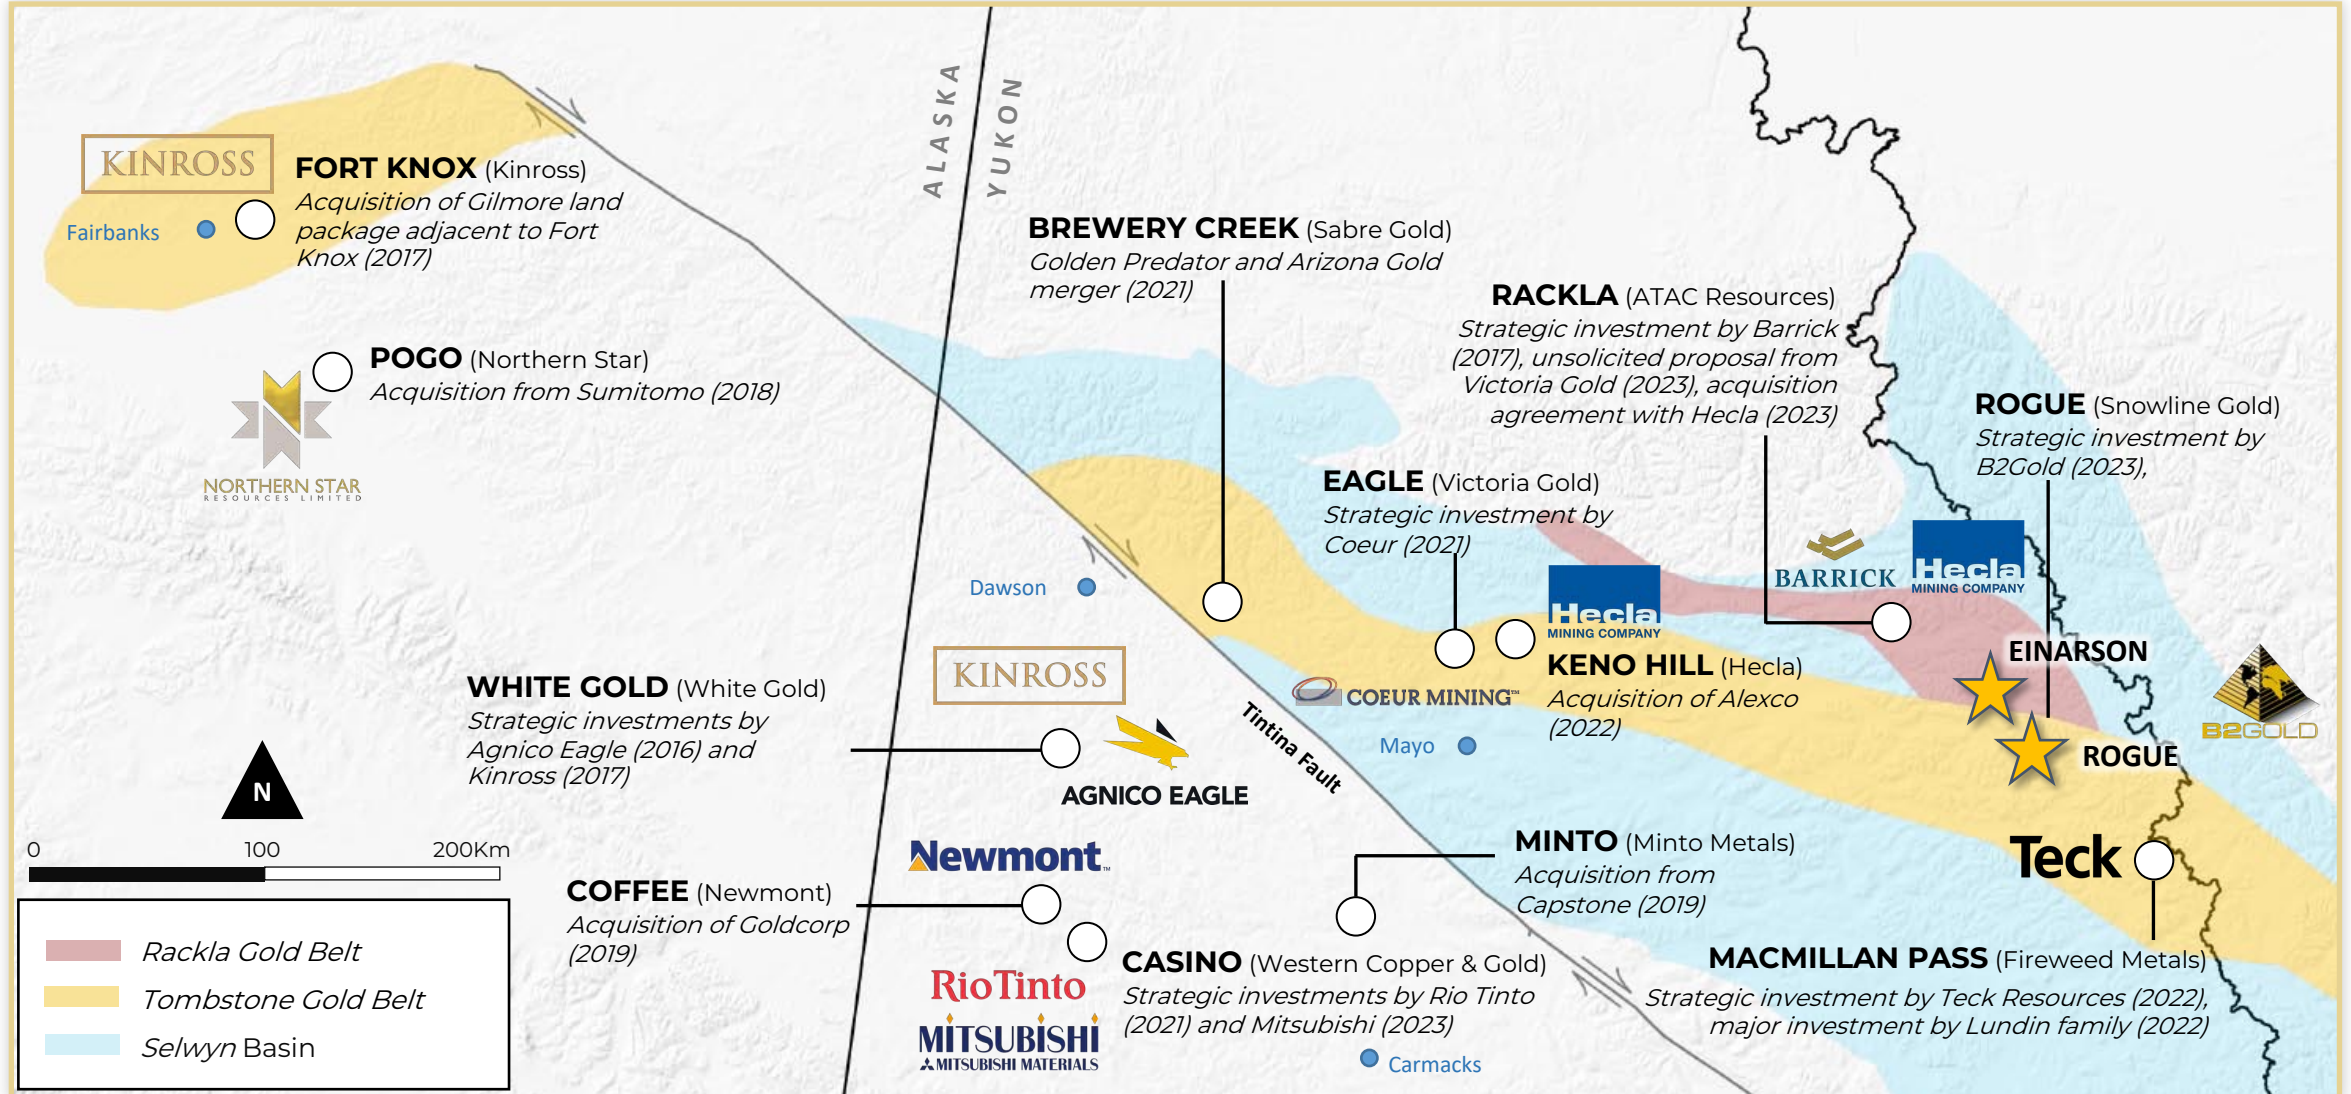 ALASKA
YUKON
KINROSS
FORT KNOX (Kinross)
Acquisition of Gilmore land
package adjacent to Fort
Knox (2017)
Fairbanks
POGO (Northern Star)
Acquisition from Sumitomo (2018)
NORTHERN STAR
RESOURCES LIMITED
BREWERY CREEK (Sabre Gold)
Golden Predator and Arizona Gold
merger (2021)
RACKLA (ATAC Resources)
Strategic investment by Barrick
(2017), unsolicited proposal from
Victoria Gold (2023), acquisition
agreement with Hecla (2023)
ROGUE (Snowline Gold)
Strategic investment by
B2Gold (2023),
EAGLE (Victoria Gold)
Strategic investment by
Coeur (2021)
BARRICK
Hecla
MINING COMPANY
Hecla
MINING COMPANY
Dawson
KENO HILL (Hecla)
Acquisition of Alexco
(2022)
EINARSON
ROGUE
B2GOLD
KINROSS
COEUR MINING™
Mayo
Tintina Fault
WHITE GOLD (White Gold)
Strategic investments by
Agnico Eagle (2016) and
Kinross (2017)
AGNICO EAGLE
N
0 100 200Km
Newmont™
COFFEE (Newmont)
Acquisition of Goldcorp
(2019)
MINTO (Minto Metals)
Acquisition from
Capstone (2019)
Teck
CASINO (Western Copper & Gold)
Strategic investments by Rio Tinto
(2021) and Mitsubishi (2023)
RioTinto
MITSUBISHI
MITSUBISHI MATERIALS
Carmacks
MACMILLAN PASS (Fireweed Metals)
Strategic investment by Teck Resources (2022),
major investment by Lundin family (2022)
Rackla Gold Belt
Tombstone Gold Belt
Selwyn Basin